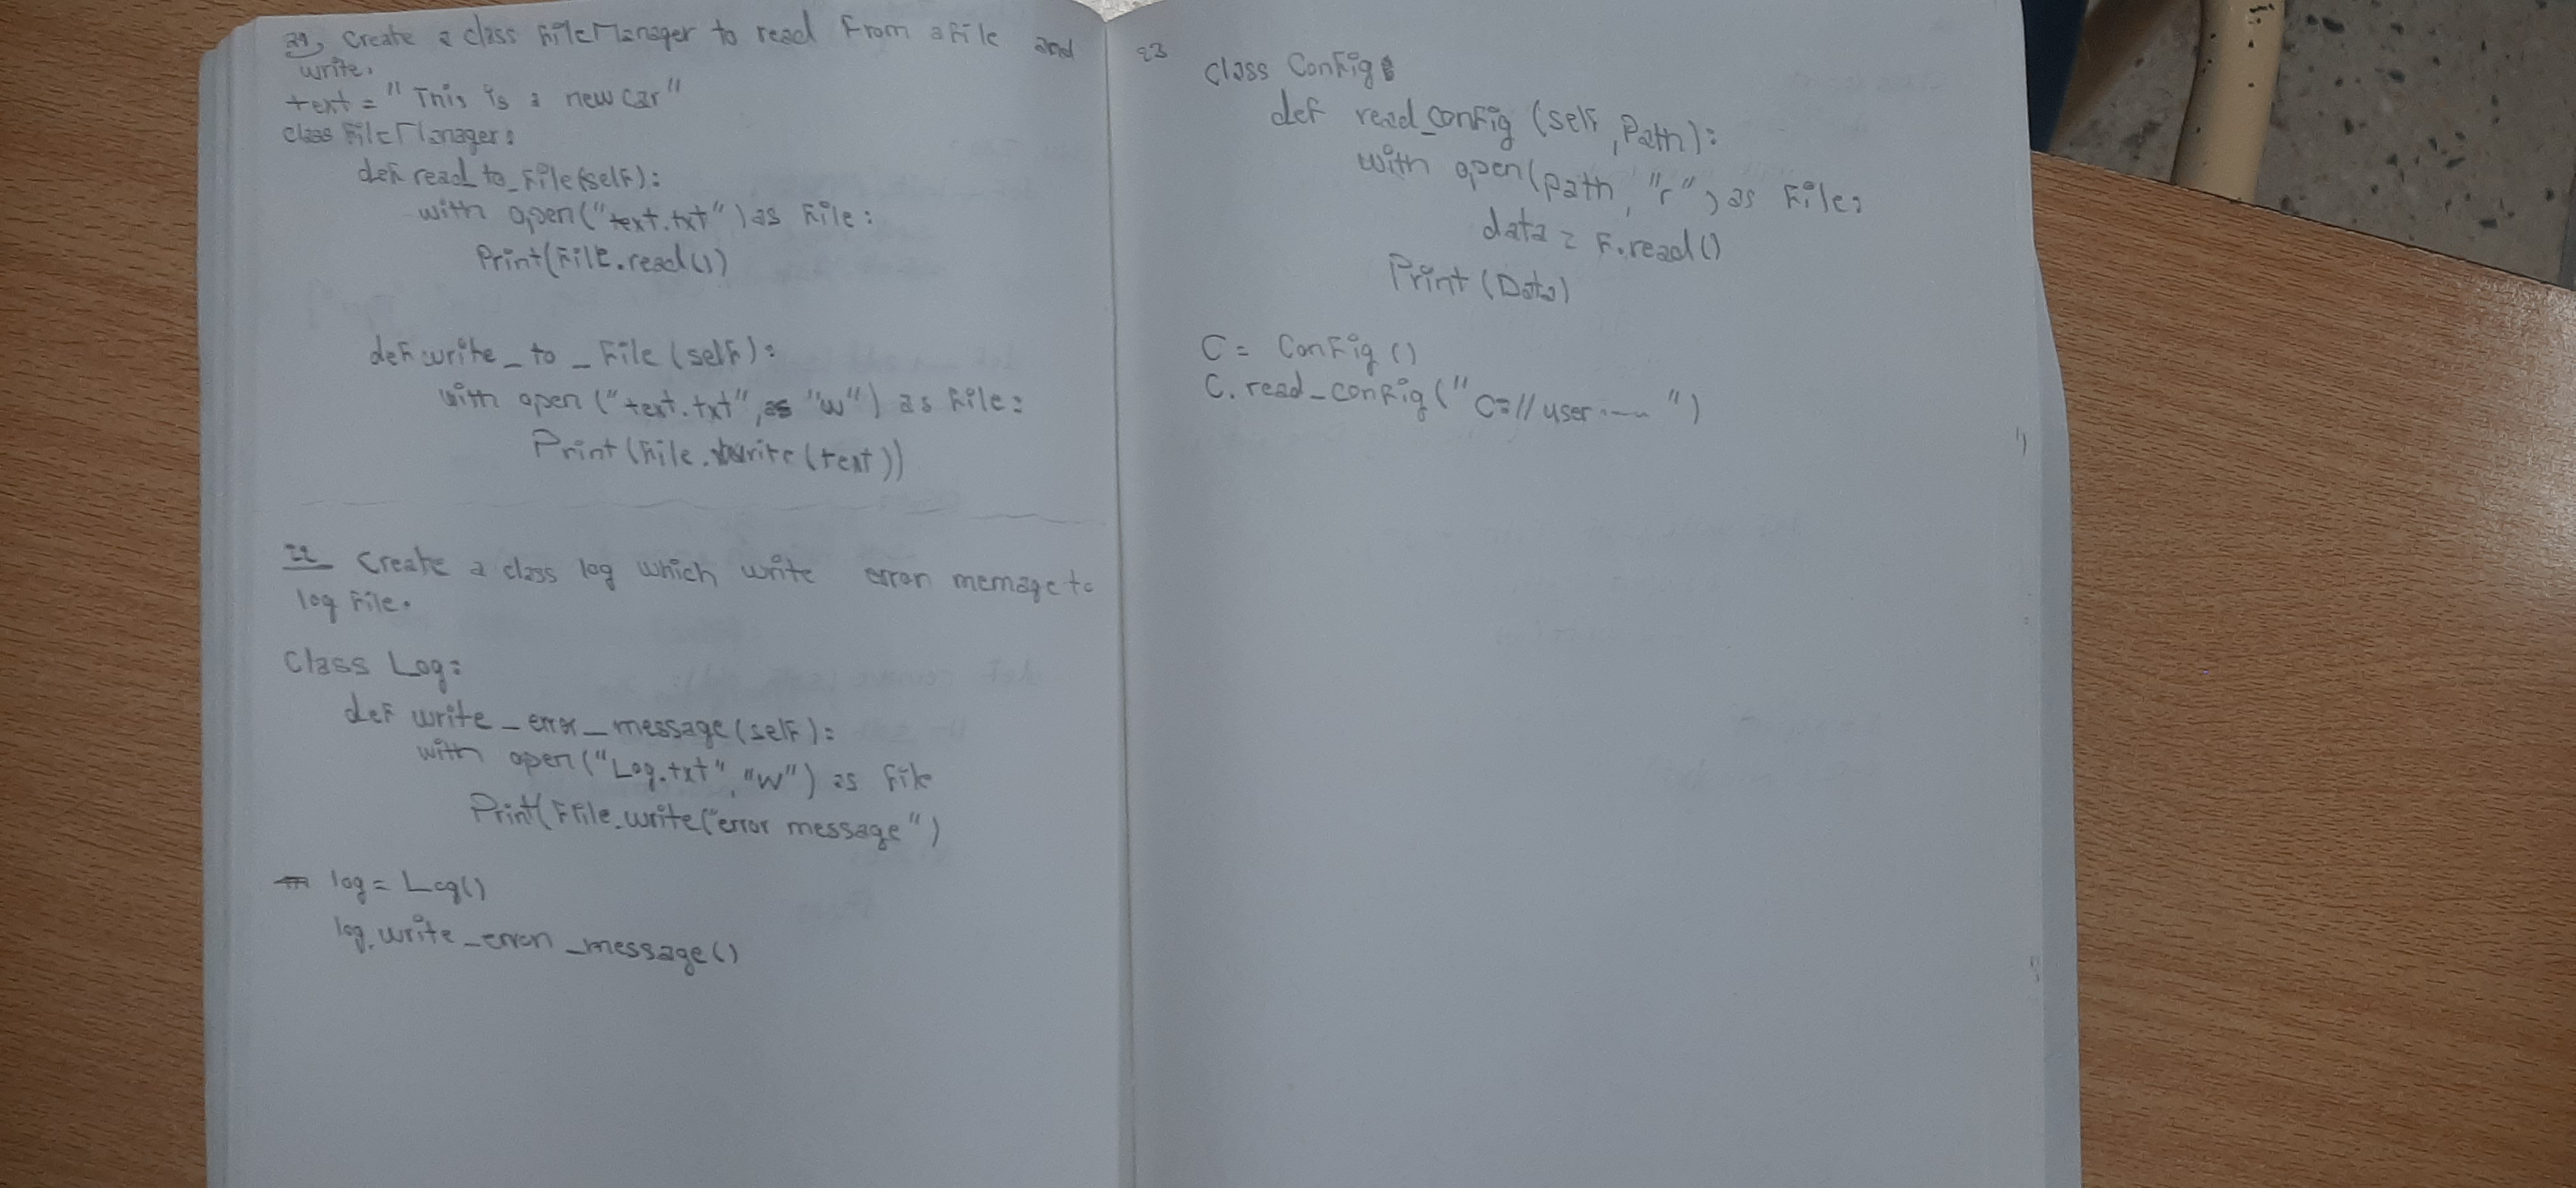 21, Create a class FileManager to read from a file and
write.
text = "This is a new car"
class FileManager:
def read_to_file(self):
with open("text.txt") as file:
Print(file.read())
def write_to_file(self):
with open("text.txt", "w") as file:
Print(file.write(text))
22 Create a class log which write error memage to
log file.
Class Log:
def write_error_message(self):
with open("Log.txt", "w") as file
Print(file.write("error message")
log = Log()
log.write_error_message()
23
Class Config:
def read_config (self, Path):
with open(path, "r") as file:
data = f.read()
Print (Data)
C = Config ()
C.read_config ("C://user.--- ")